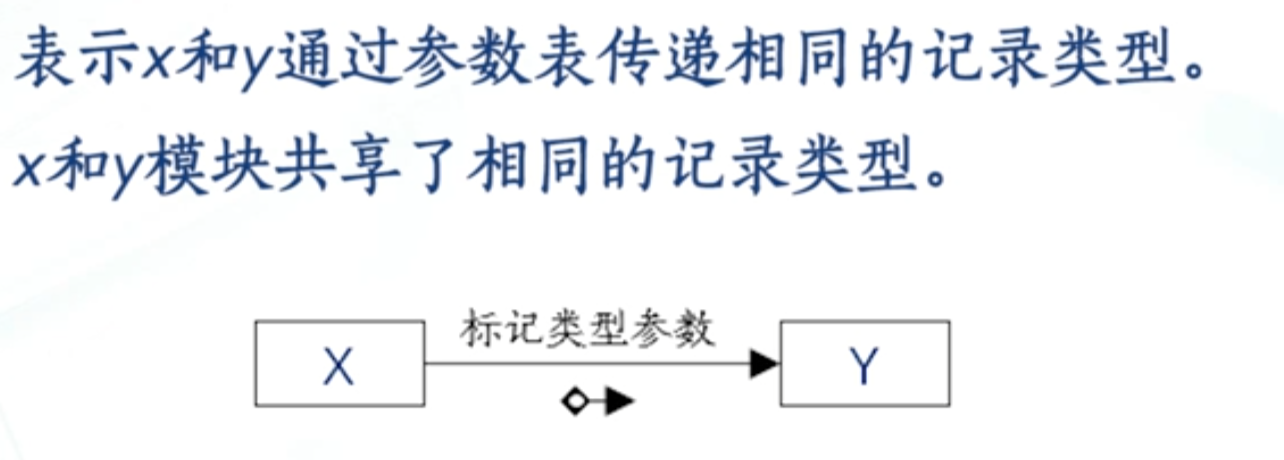 表示x和y通过参数表传递相同的记录类型。
x和y模块共享了相同的记录类型。
标记类型参数
X
Y